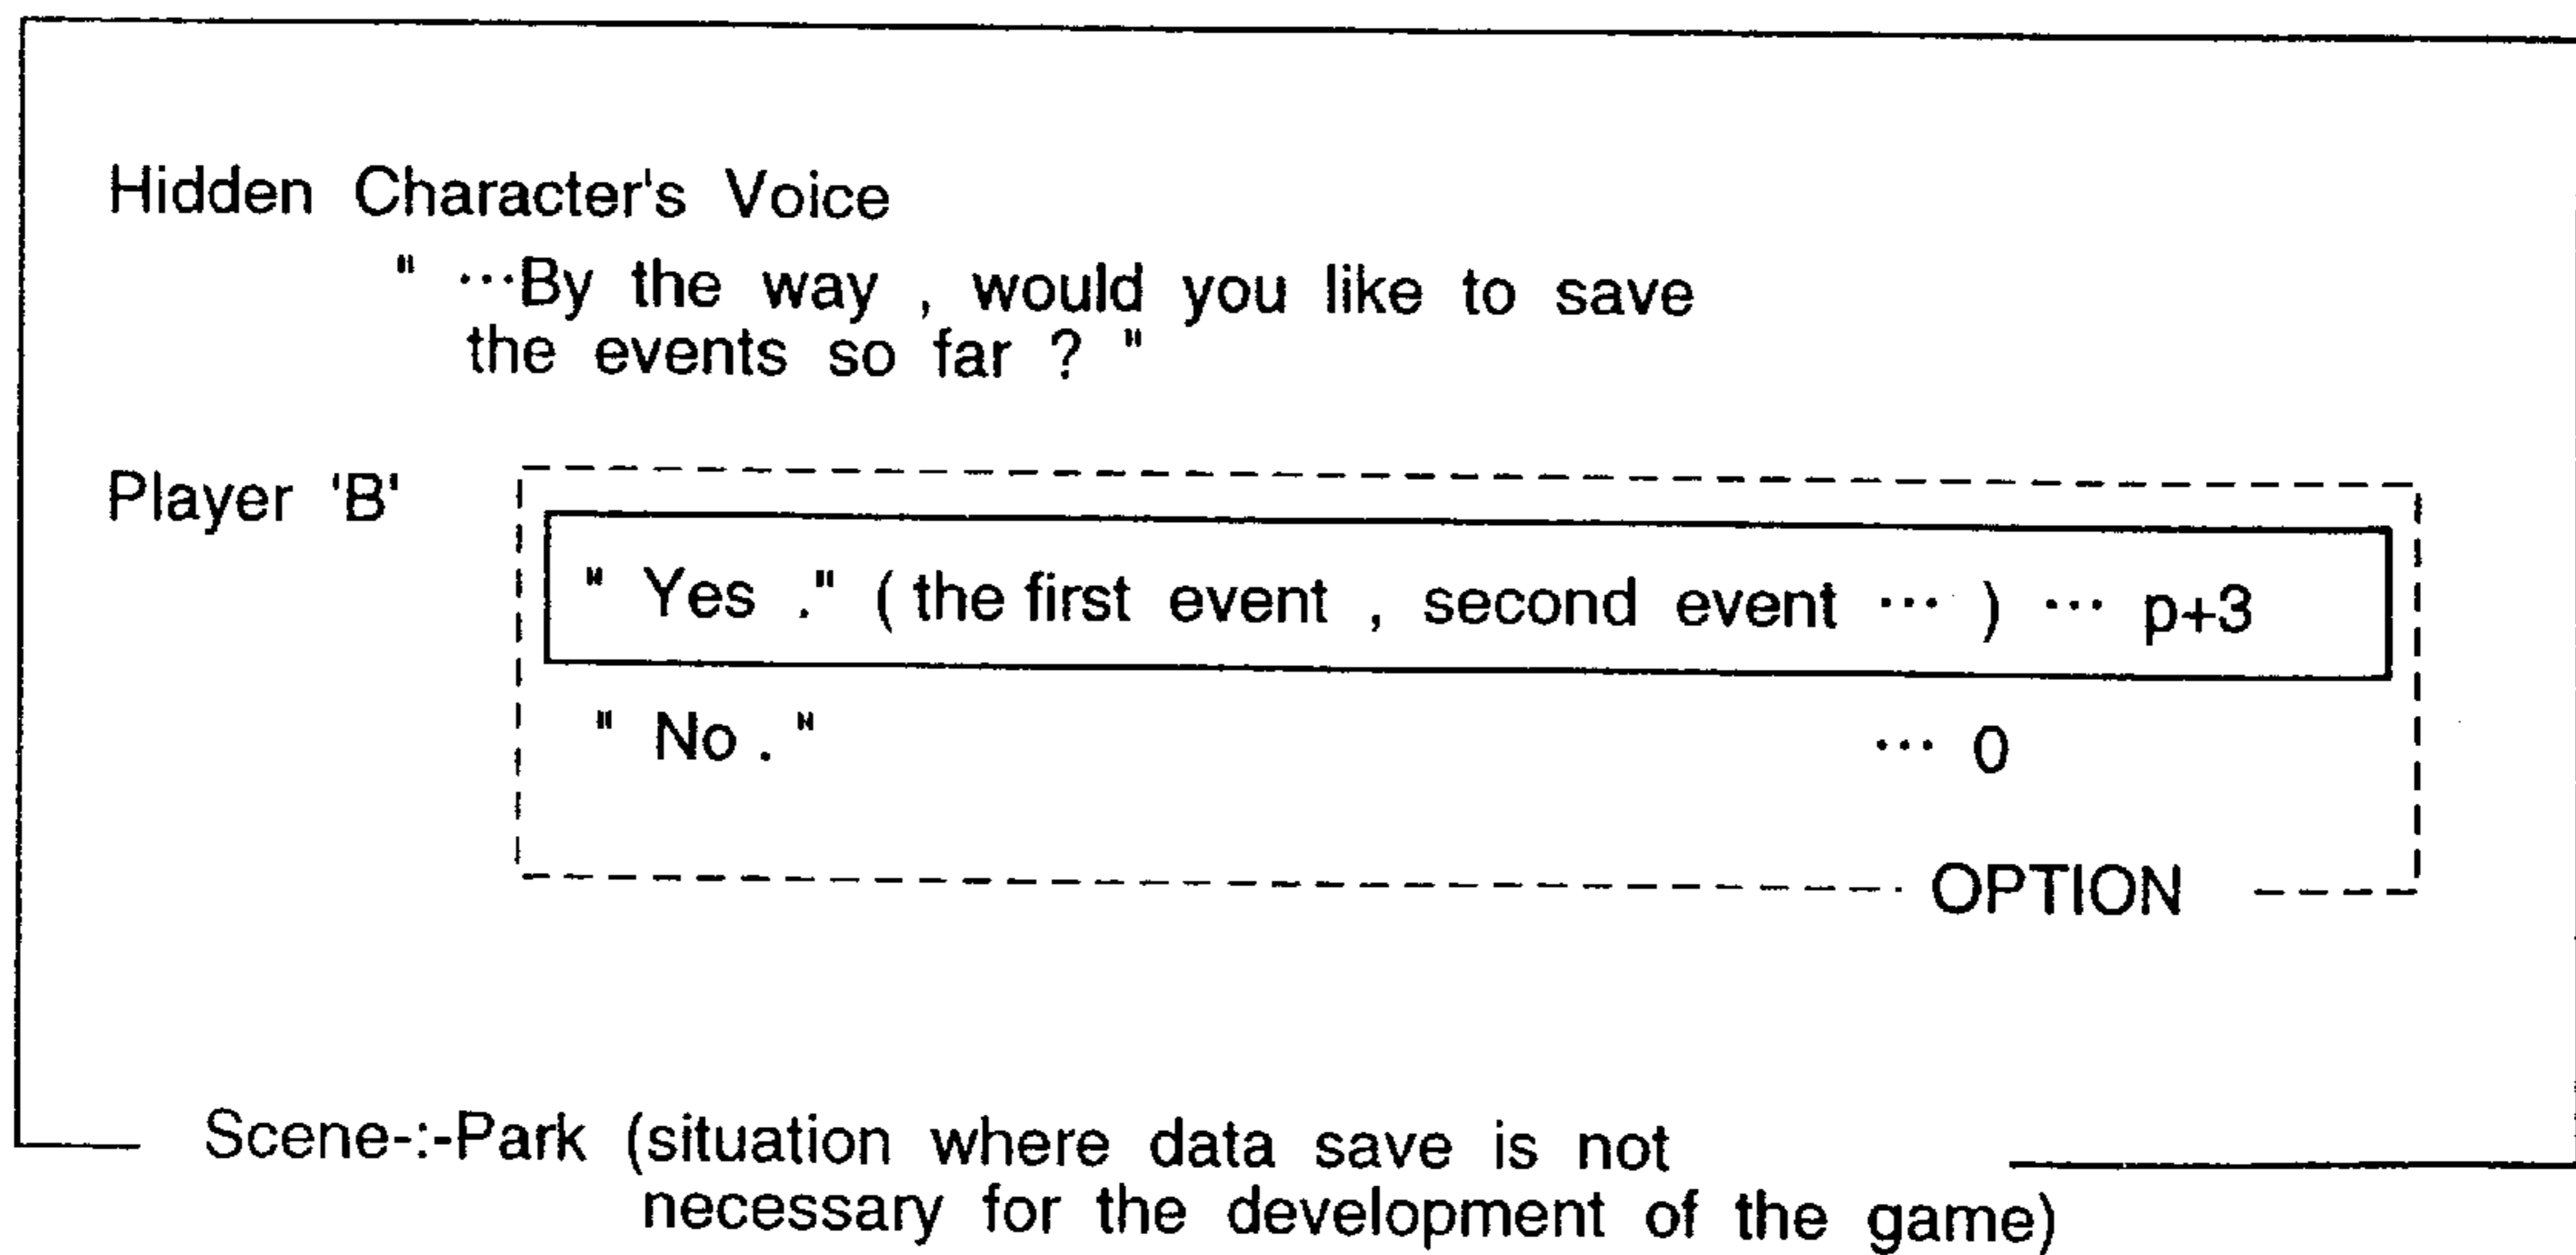 Hidden Character's Voice
" ···By the way , would you like to save
the events so far ? "
Player 'B'
" Yes ." ( the first event , second event ··· ) ··· p+3
" No . " ··· 0
OPTION
Scene-:-Park (situation where data save is not
necessary for the development of the game)